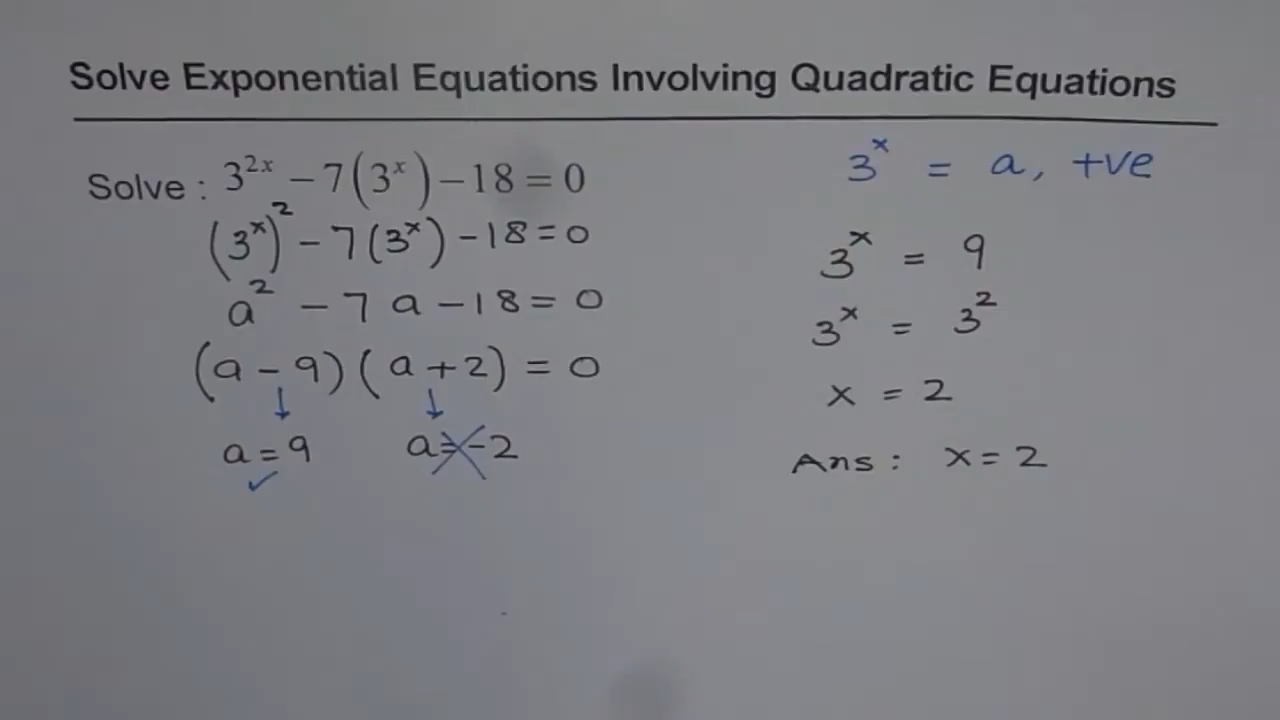 Solve Exponential Equations Involving Quadratic Equations
Solve : 3^{2x} − 7(3^x) − 18 = 0
(3^x)^2 − 7(3^x) − 18 = 0
a^2 − 7a − 18 = 0
(a − 9)(a + 2) = 0
↓ ↓
a = 9 a = −2
✓
3^x = a, +ve
3^x = 9
3^x = 3^2
x = 2
Ans : x = 2